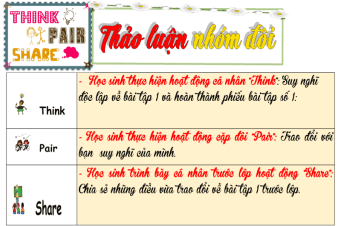 THINK
PAIR
SHARE
Thảo luận nhóm đôi
Think
- Học sinh thực hiện hoạt động cá nhân "Think": Suy nghĩ
độc lập về bài tập 1 và hoàn thành phiếu bài tập số 1:
Pair
- Học sinh thực hiện hoạt động cặp đôi "Pair": Trao đổi với
bạn suy nghĩ của mình.
Share
- Học sinh trình bày cá nhân trước lớp hoạt động "Share":
Chia sẻ những điều vừa trao đổi về bài tập 1 trước lớp.